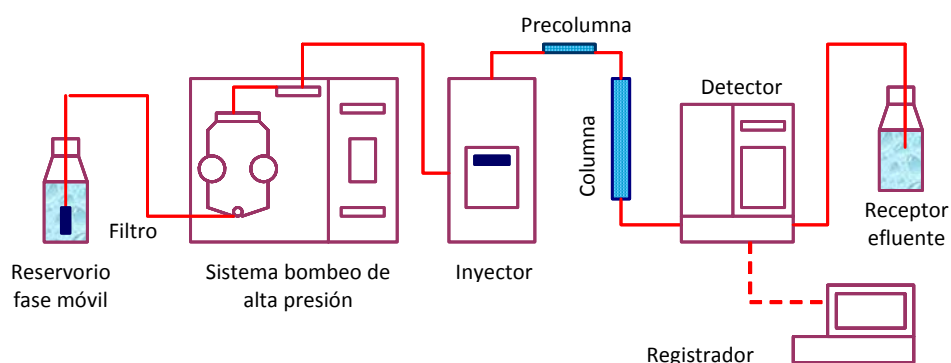 Precolumna
Detector
Columna
Filtro
Reservorio
fase móvil
Sistema bombeo de
alta presión
Inyector
Receptor
efluente
Registrador